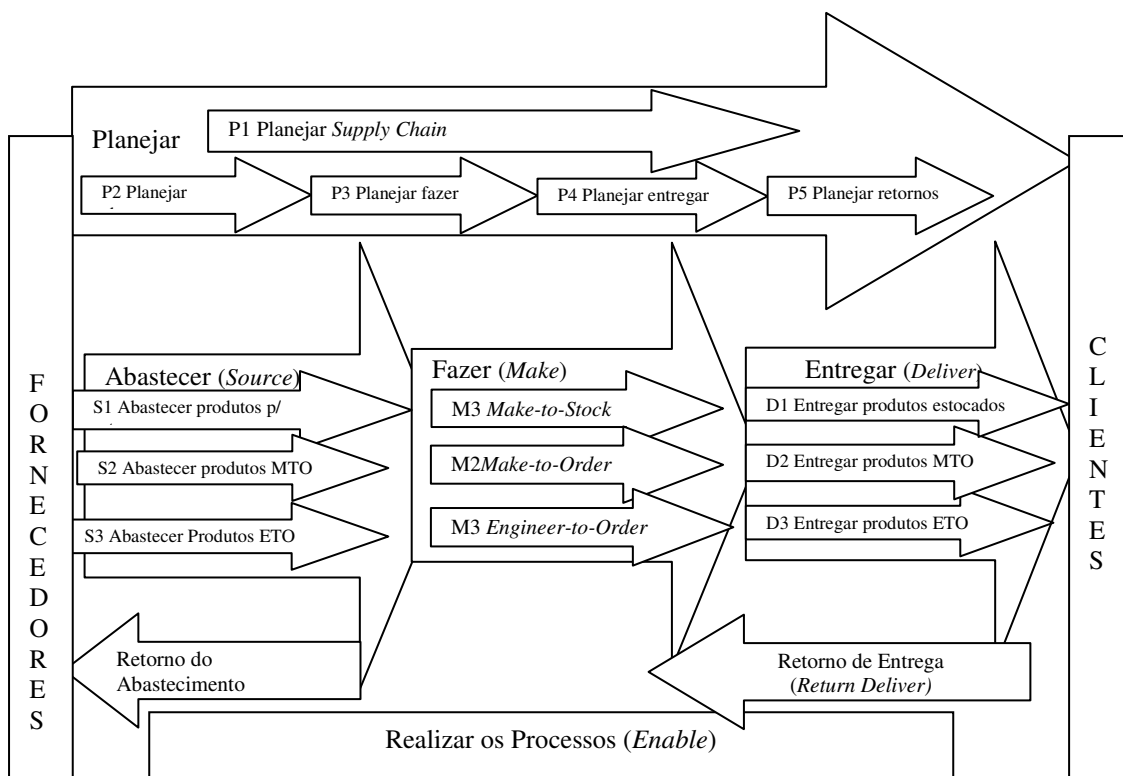 Planejar
P1 Planejar Supply Chain
P2 Planejar
P3 Planejar fazer
P4 Planejar entregar
P5 Planejar retornos
FORNECEDORES
Abastecer (Source)
S1 Abastecer produtos p/
S2 Abastecer produtos MTO
S3 Abastecer Produtos ETO
Fazer (Make)
M3 Make-to-Stock
M2Make-to-Order
M3 Engineer-to-Order
Entregar (Deliver)
D1 Entregar produtos estocados
D2 Entregar produtos MTO
D3 Entregar produtos ETO
CLIENTES
Retorno do
Abastecimento
Retorno de Entrega
(Return Deliver)
Realizar os Processos (Enable)